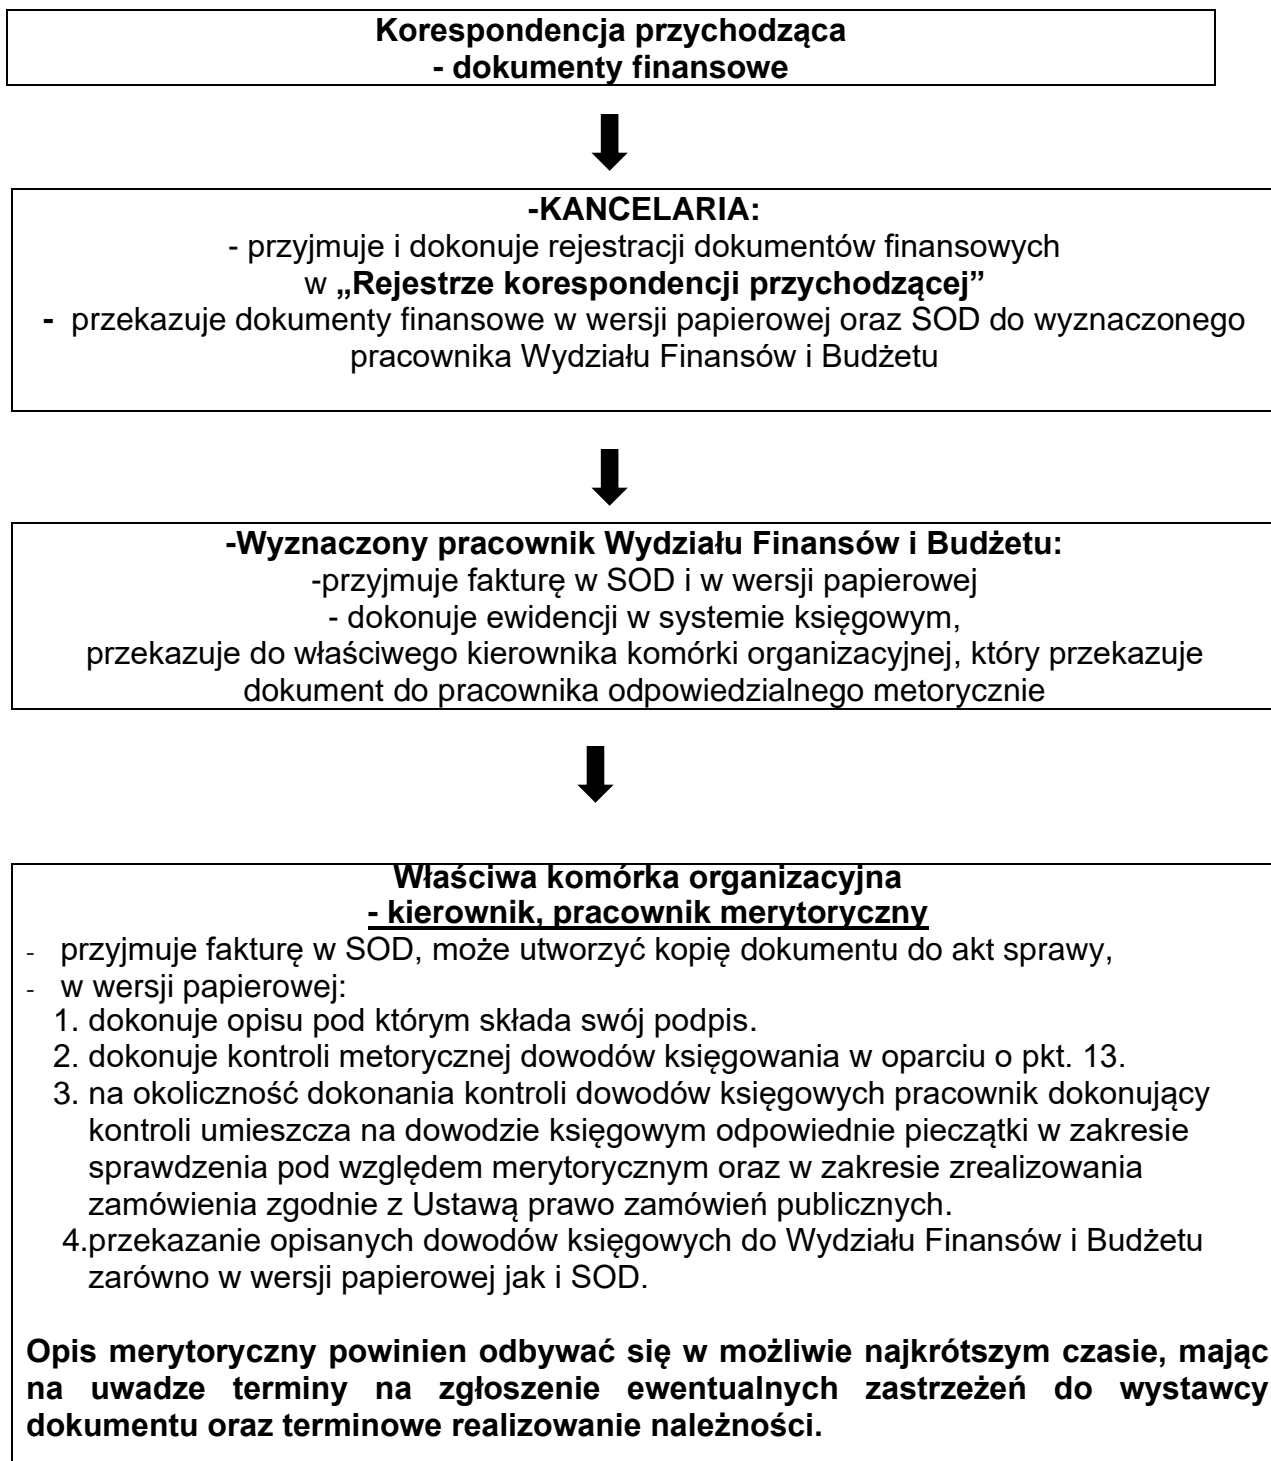 Korespondencja przychodząca
- dokumenty finansowe
-KANCELARIA:
- przyjmuje i dokonuje rejestracji dokumentów finansowych
w „Rejestrze korespondencji przychodzącej”
- przekazuje dokumenty finansowe w wersji papierowej oraz SOD do wyznaczonego
pracownika Wydziału Finansów i Budżetu
-Wyznaczony pracownik Wydziału Finansów i Budżetu:
-przyjmuje fakturę w SOD i w wersji papierowej
- dokonuje ewidencji w systemie księgowym,
przekazuje do właściwego kierownika komórki organizacyjnej, który przekazuje
dokument do pracownika odpowiedzialnego metorycznie
Właściwa komórka organizacyjna
- kierownik, pracownik merytoryczny
- przyjmuje fakturę w SOD, może utworzyć kopię dokumentu do akt sprawy,
- w wersji papierowej:
1. dokonuje opisu pod którym składa swój podpis.
2. dokonuje kontroli metorycznej dowodów księgowania w oparciu o pkt. 13.
3. na okoliczność dokonania kontroli dowodów księgowych pracownik dokonujący
kontroli umieszcza na dowodzie księgowym odpowiednie pieczątki w zakresie
sprawdzenia pod względem merytorycznym oraz w zakresie zrealizowania
zamówienia zgodnie z Ustawą prawo zamówień publicznych.
4.przekazanie opisanych dowodów księgowych do Wydziału Finansów i Budżetu
zarówno w wersji papierowej jak i SOD.
Opis merytoryczny powinien odbywać się w możliwie najkrótszym czasie, mając
na uwadze terminy na zgłoszenie ewentualnych zastrzeżeń do wystawcy
dokumentu oraz terminowe realizowanie należności.